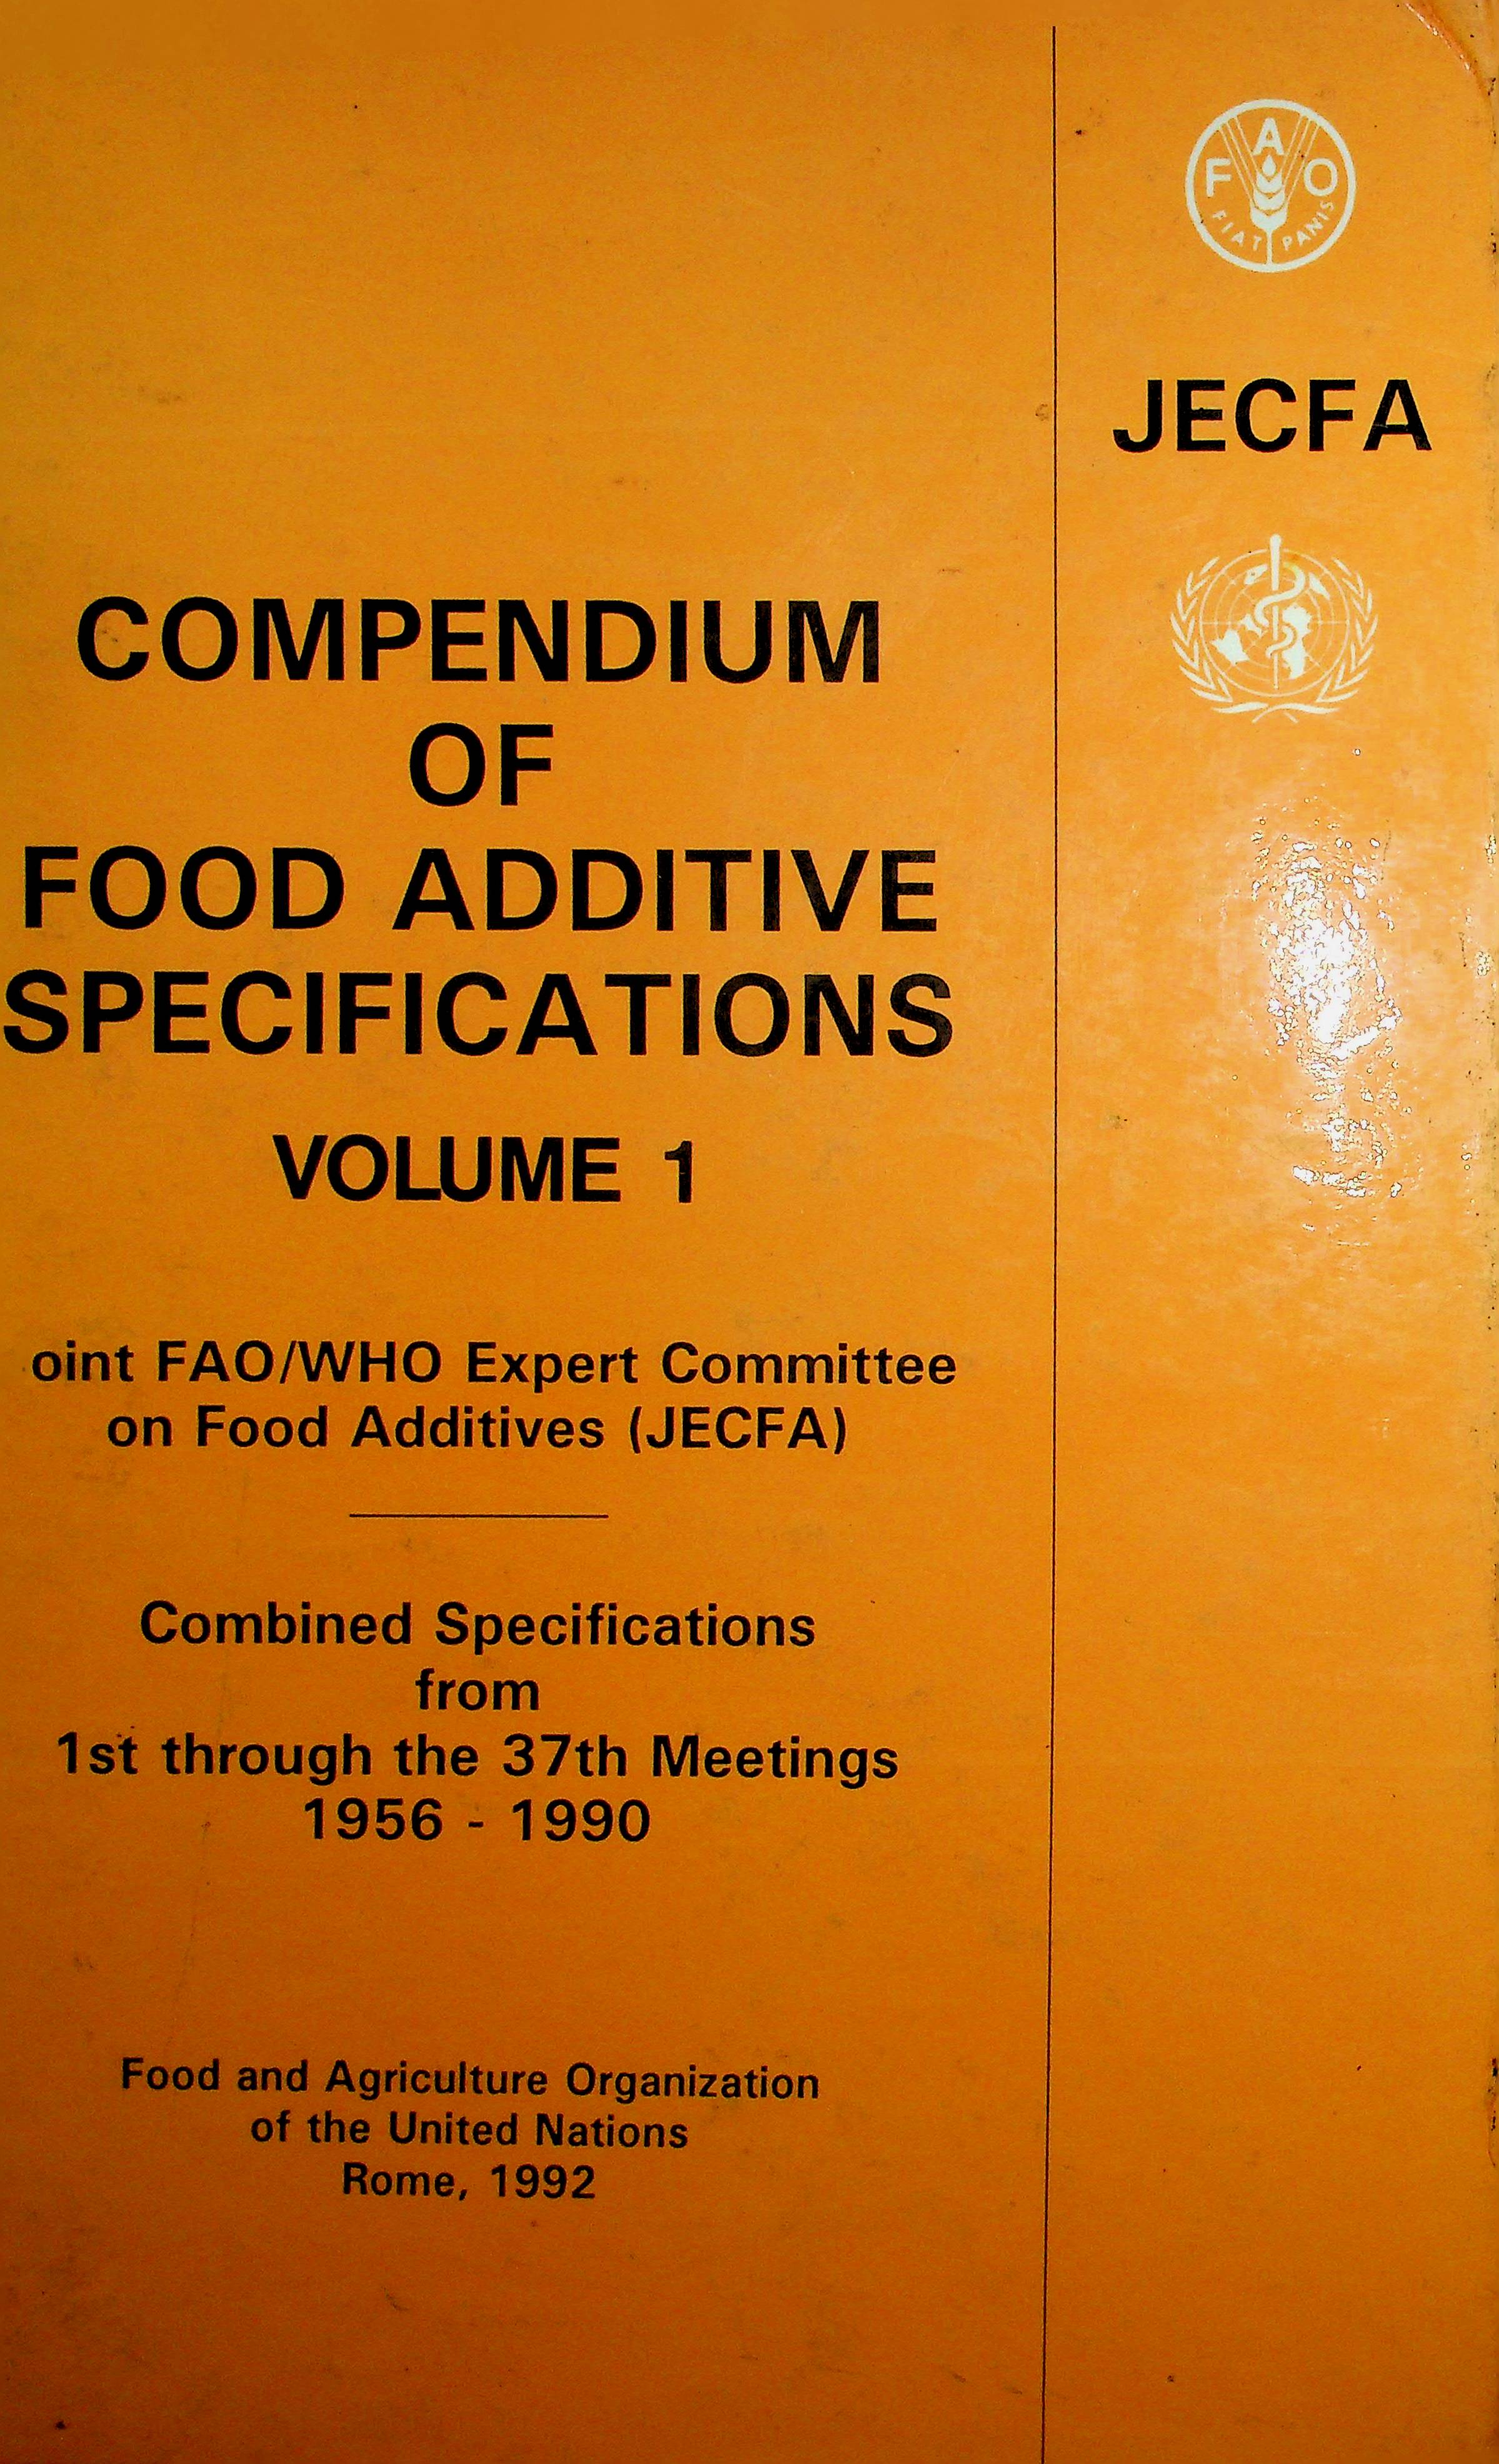 F A O
FIAT PANIS
JECFA
COMPENDIUM
OF
FOOD ADDITIVE
SPECIFICATIONS
VOLUME 1
oint FAO/WHO Expert Committee
on Food Additives (JECFA)
Combined Specifications
from
1st through the 37th Meetings
1956 - 1990
Food and Agriculture Organization
of the United Nations
Rome, 1992